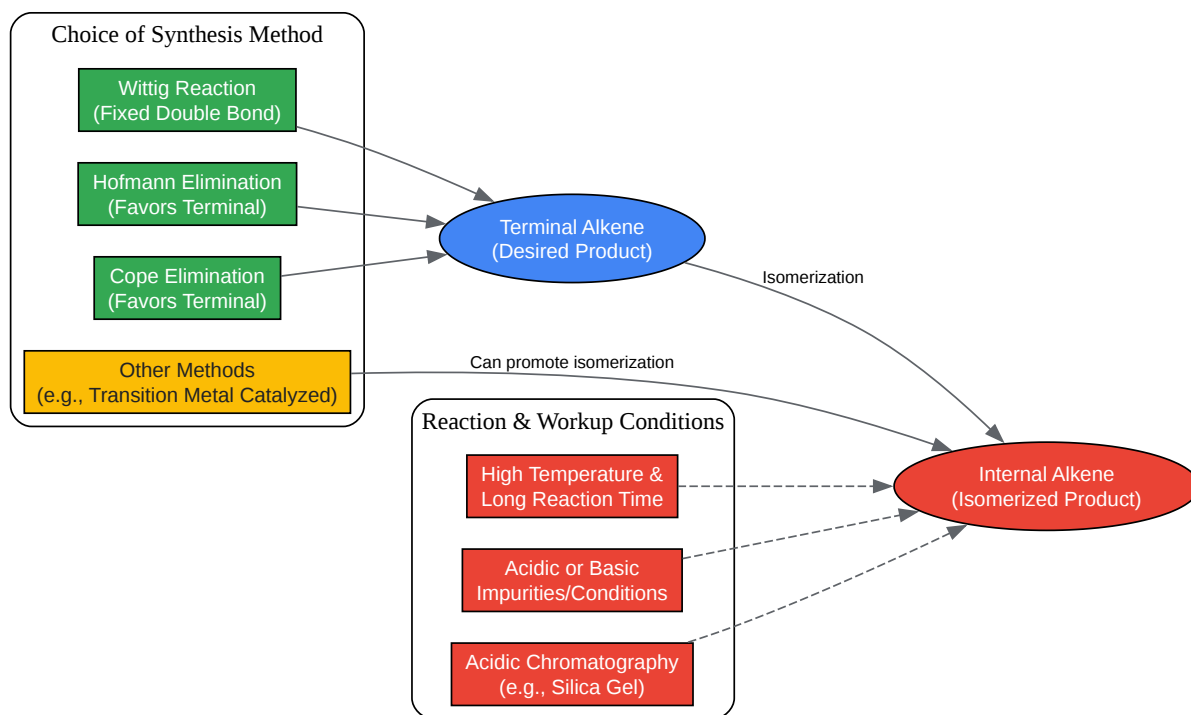 Choice of Synthesis Method
Wittig Reaction
(Fixed Double Bond)
Hofmann Elimination
(Favors Terminal)
Cope Elimination
(Favors Terminal)
Other Methods
(e.g., Transition Metal Catalyzed)
Terminal Alkene
(Desired Product)
Isomerization
Can promote isomerization
Reaction & Workup Conditions
High Temperature &
Long Reaction Time
Acidic or Basic
Impurities/Conditions
Acidic Chromatography
(e.g., Silica Gel)
Internal Alkene
(Isomerized Product)